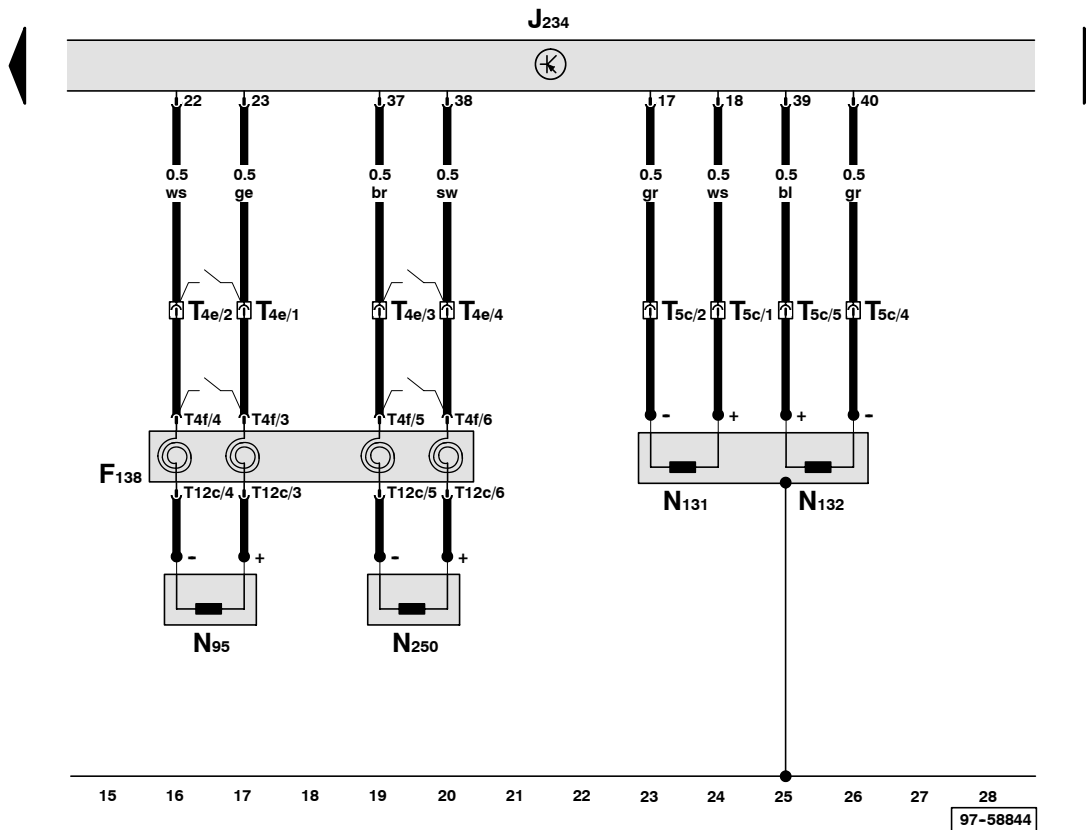 J234
22 23 37 38 17 18 39 40
0.5 0.5 0.5 0.5 0.5 0.5 0.5 0.5
ws ge br sw gr ws bl gr
T4e/2 T4e/1 T4e/3 T4e/4 T5c/2 T5c/1 T5c/5 T5c/4
T4f/4 T4f/3 T4f/5 T4f/6 - + + -
F138
T12c/4 T12c/3 T12c/5 T12c/6 N131 N132
- + - +
N95 N250
15 16 17 18 19 20 21 22 23 24 25 26 27 28
97-58844